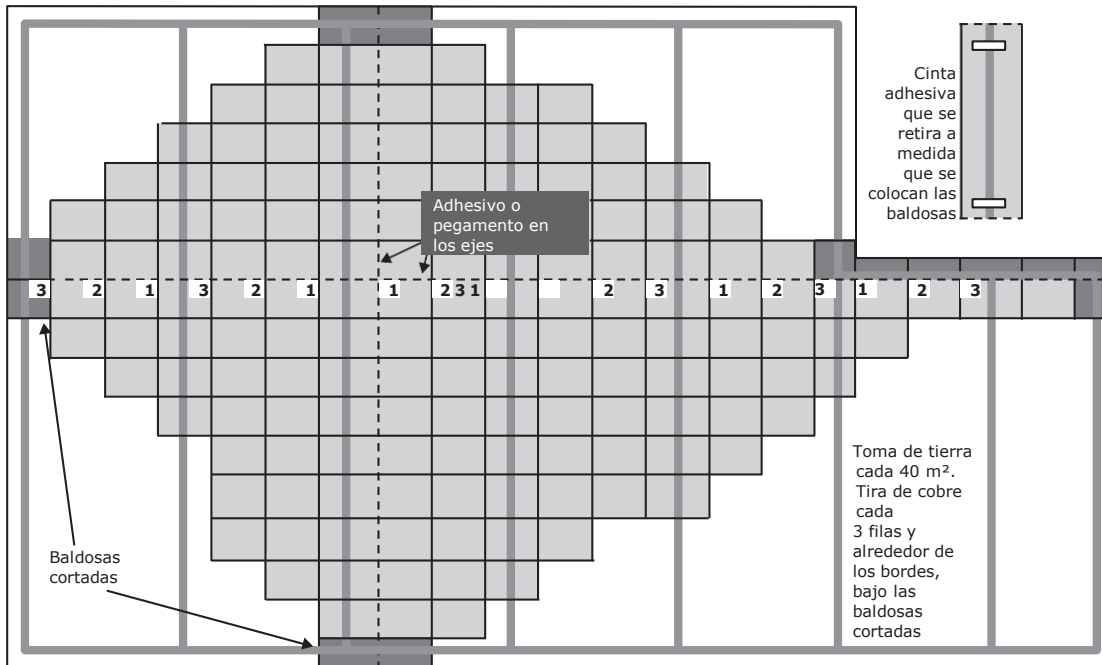 Cinta
adhesiva
que se
retira a
medida
que se
colocan las
baldosas
Adhesivo o
pegamento en
los ejes
3 2 1 3 2 1 1 2 3 1 2 3 1 2 3 1 2 3
Toma de tierra
cada 40 m².
Tira de cobre
cada
3 filas y
alrededor de
los bordes,
bajo las
baldosas
cortadas
Baldosas
cortadas